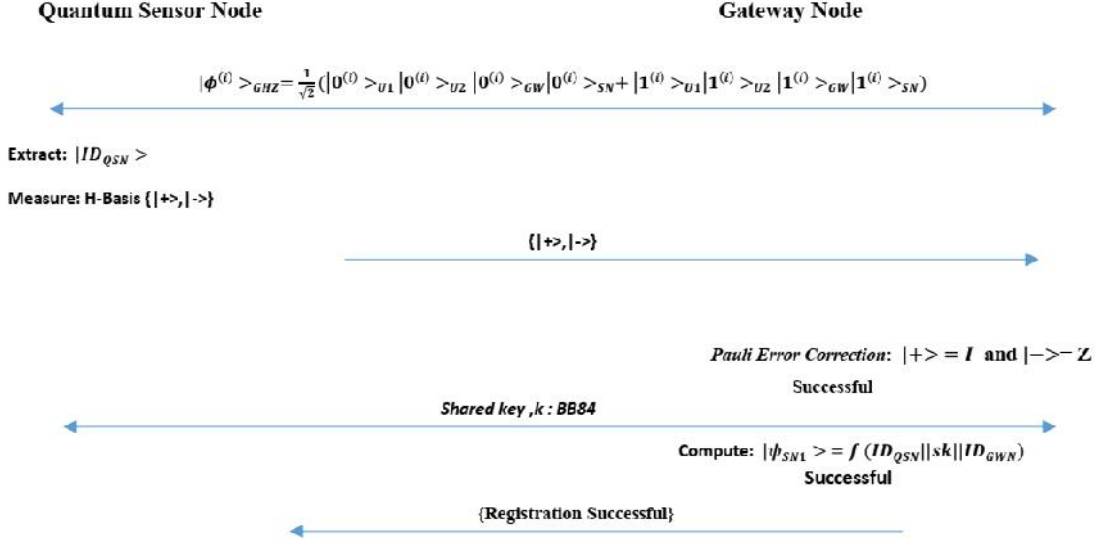 Quantum Sensor Node Gateway Node
|ϕ⁽ⁱ⁾ >_GHZ= 1/√2 (|0⁽ⁱ⁾ >_U1 |0⁽ⁱ⁾ >_U2 |0⁽ⁱ⁾ >_GW|0⁽ⁱ⁾ >_SN+ |1⁽ⁱ⁾ >_U1|1⁽ⁱ⁾ >_U2 |1⁽ⁱ⁾ >_GW|1⁽ⁱ⁾ >_SN)
Extract: |ID_QSN >
Measure: H-Basis {|+>,|->}
{|+>,|->}
Pauli Error Correction: |+> = I and |−>= Z
Successful
Shared key ,k : BB84
Compute: |ψ_SN1 > = f (ID_QSN||sk||ID_GWN)
Successful
{Registration Successful}